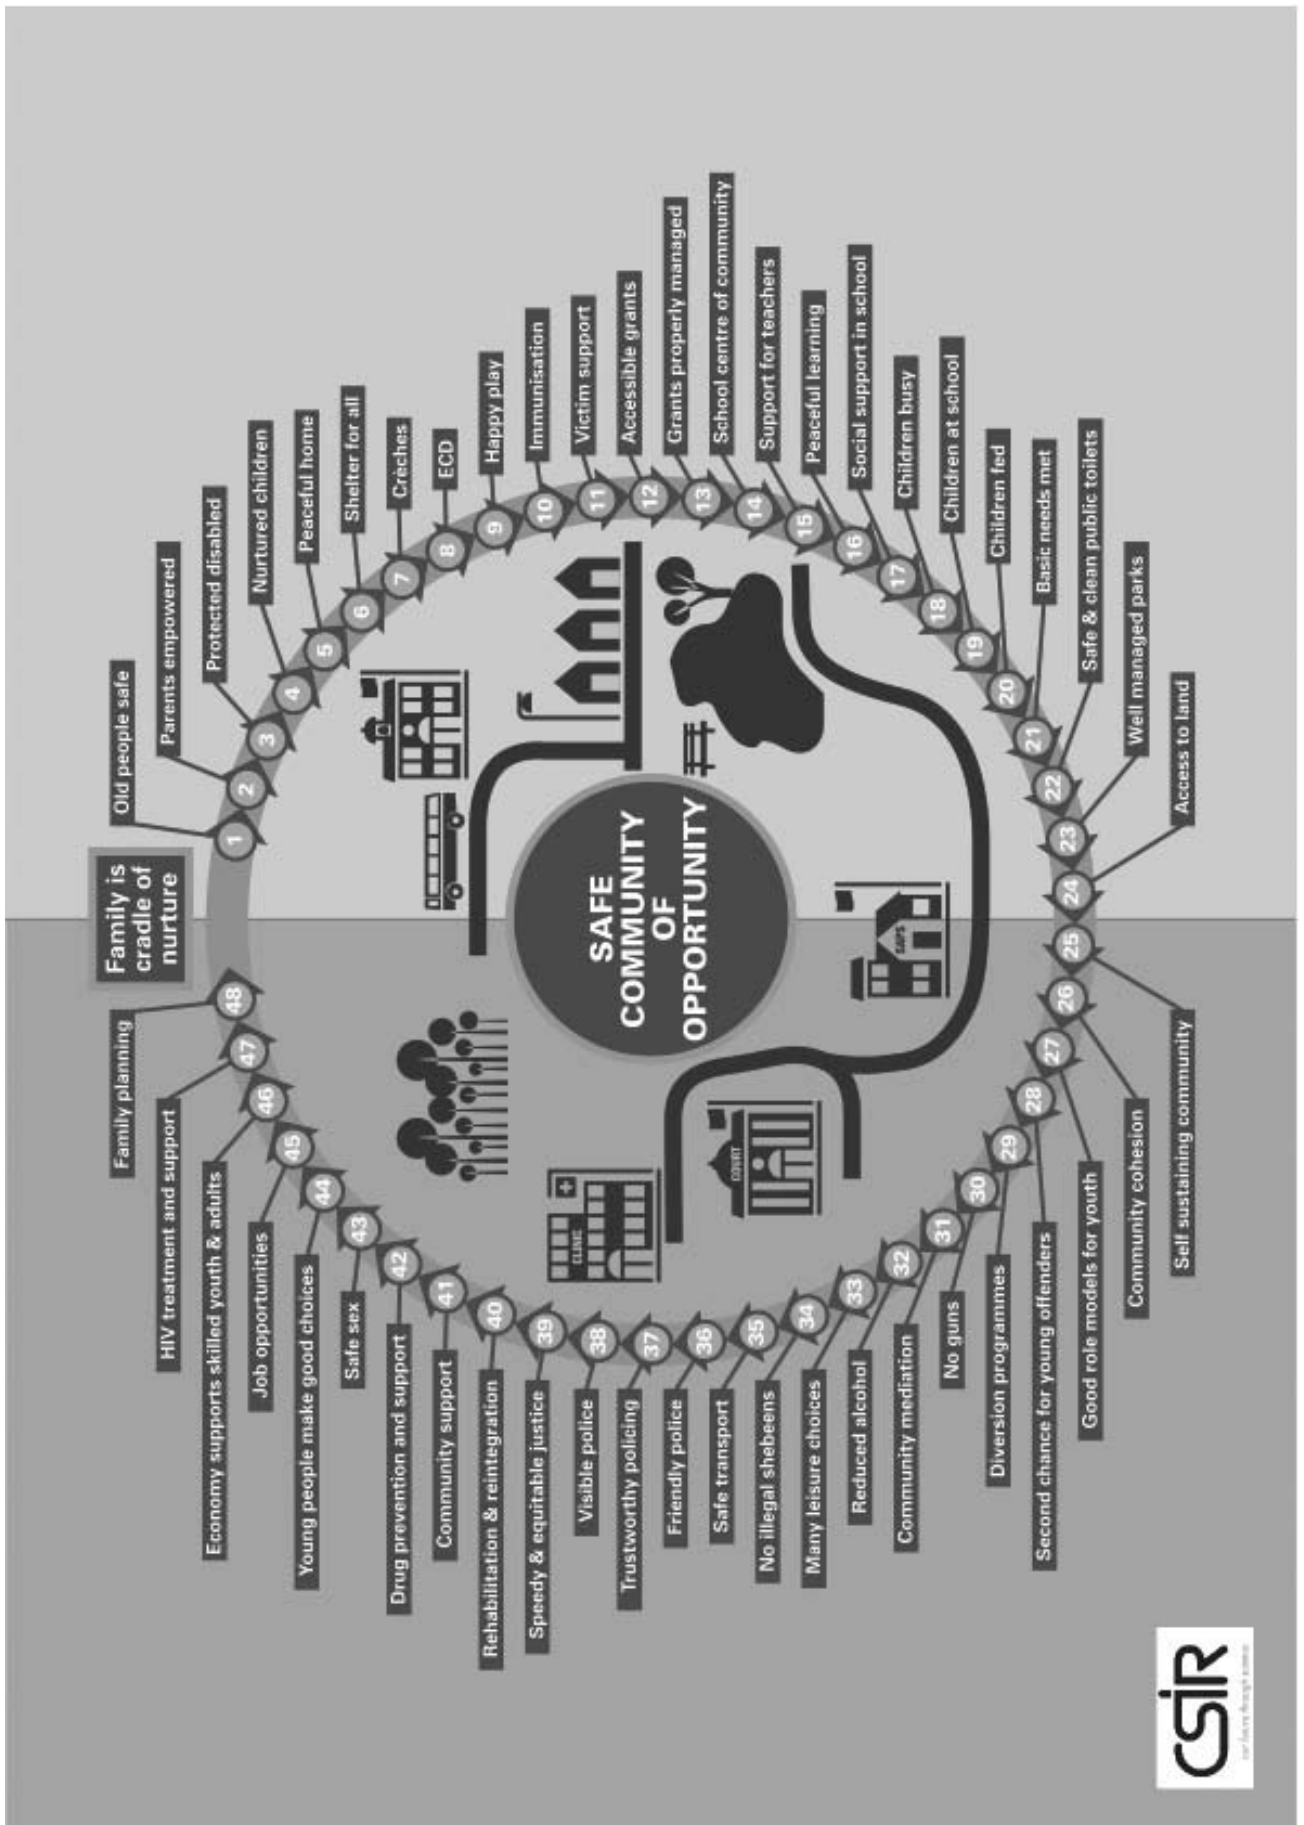 Family is
cradle of
nurture
1
Old people safe
2
Parents empowered
3
Protected disabled
4
Nurtured children
5
Peaceful home
6
Shelter for all
7
Crèches
8
ECD
9
Happy play
10
Immunisation
11
Victim support
12
Accessible grants
13
Grants properly managed
14
School centre of community
15
Support for teachers
16
Peaceful learning
17
Social support in school
18
Children busy
19
Children at school
20
Children fed
21
Basic needs met
22
Safe & clean public toilets
23
Well managed parks
24
Access to land
25
Self sustaining community
26
Community cohesion
27
Good role models for youth
28
Second chance for young offenders
29
Diversion programmes
30
No guns
31
Community mediation
32
Reduced alcohol
33
Many leisure choices
34
No illegal shebeens
35
Safe transport
36
Friendly police
37
Trustworthy policing
38
Visible police
39
Speedy & equitable justice
40
Rehabilitation & reintegration
41
Community support
42
Drug prevention and support
43
Safe sex
44
Young people make good choices
45
Job opportunities
46
Economy supports skilled youth & adults
47
HIV treatment and support
48
Family planning
SAFE
COMMUNITY
OF
OPPORTUNITY
CLINIC
COURT
SAPS
CSIR
our future through science